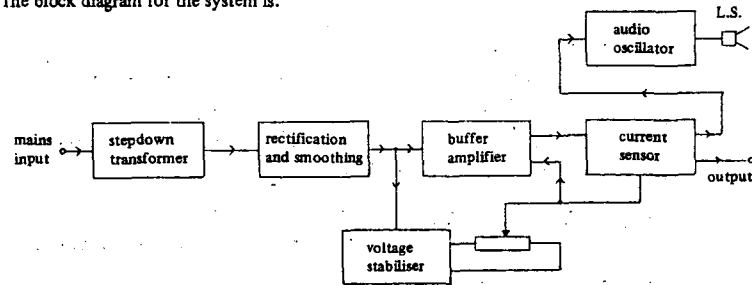 The block diagram for the system is:
L.S.
audio
oscillator
mains
input
stepdown
transformer
rectification
and smoothing
buffer
amplifier
current
sensor
output
voltage
stabiliser